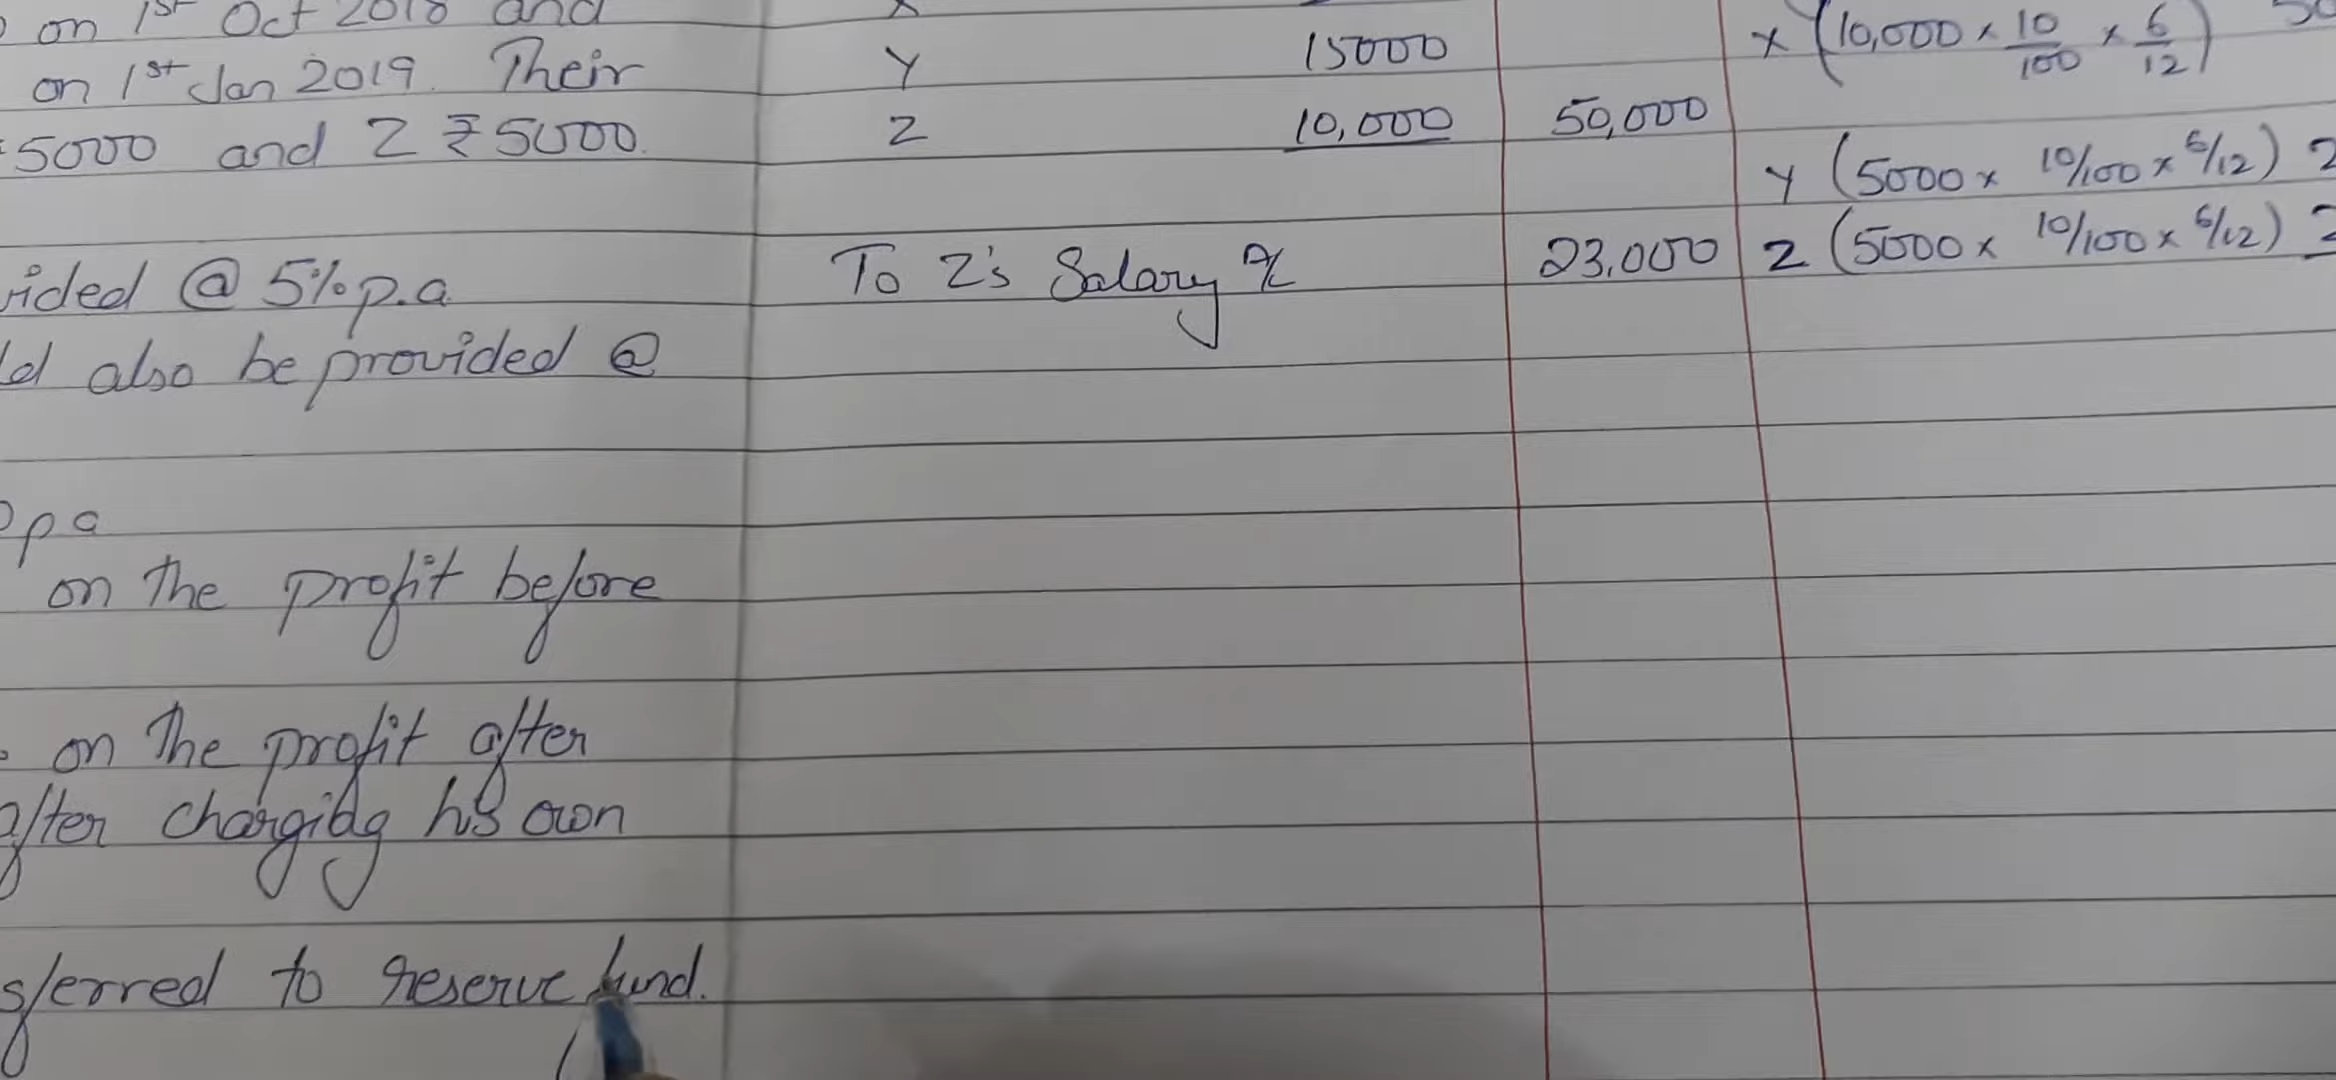 on 1st Oct 2018 and
on 1st Jan 2019. Their
5000 and Z ₹5000.
@ 5% p.a
also be provided @
p a
on the profit before
on the profit after
after charging his own
to reserve fund.
X
Y 15000
Z 10,000 50,000
To Z's Salary A/c 23,000
X (10,000 × 10/100 × 6/12)
Y (5000 × 10/100 × 6/12)
Z (5000 × 10/100 × 6/12)